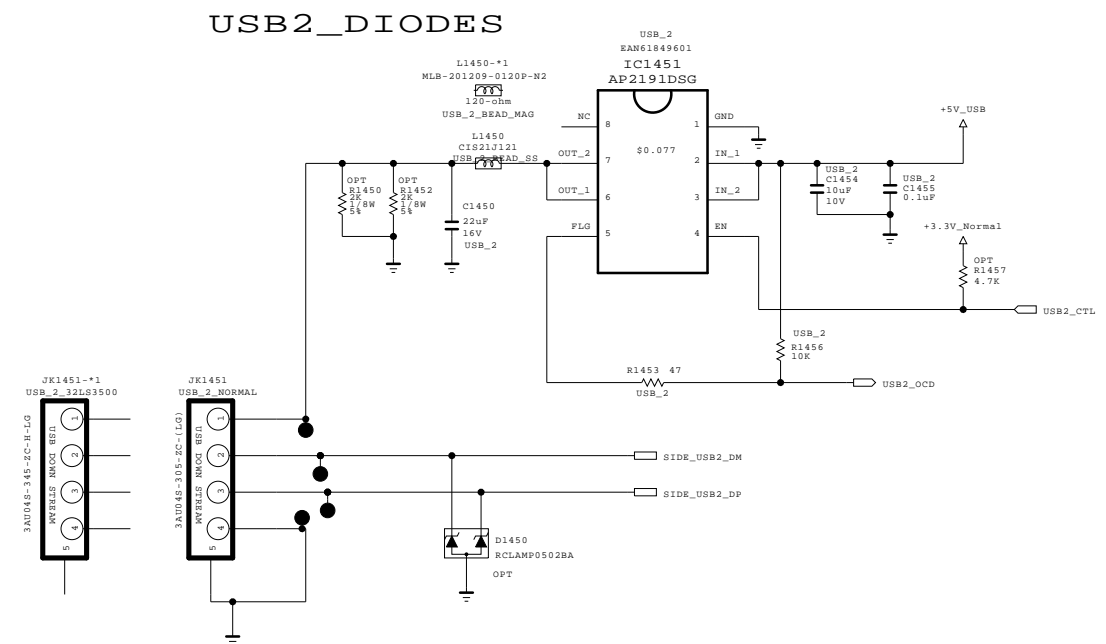 USB2_DIODES
USB_2
EAN61849601
IC1451
AP2191DSG
L1450-*1
MLB-201209-0120P-N2
120-ohm
USB_2_BEAD_MAG
L1450
CIS21J121
USB_2_BEAD_SS
NC
8
1
GND
OUT_2
7
$0.077
2
IN_1
OUT_1
6
3
IN_2
FLG
5
4
EN
+5V_USB
USB_2
C1454
10uF
10V
USB_2
C1455
0.1uF
OPT
R1450
2K
1/8W
5%
OPT
R1452
2K
1/8W
5%
C1450
22uF
16V
USB_2
+3.3V_Normal
OPT
R1457
4.7K
USB2_CTL
USB_2
R1456
10K
R1453 47
USB_2
USB2_OCD
JK1451-*1
USB_2_32LS3500
3AU04S-345-ZC-H-LG
USB DOWN STREAM
1
2
3
4
5
JK1451
USB_2_NORMAL
3AU04S-305-ZC-(LG)
USB DOWN STREAM
1
2
3
4
5
SIDE_USB2_DM
SIDE_USB2_DP
D1450
RCLAMP0502BA
OPT